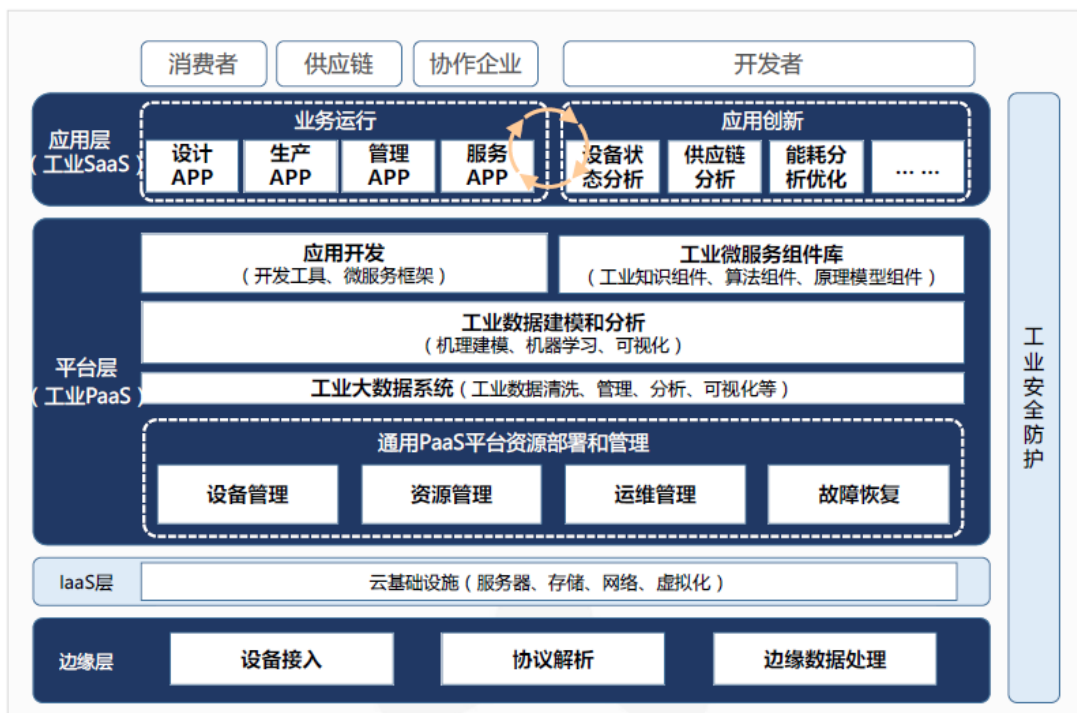 消费者
供应链
协作企业
开发者
应用层
（工业SaaS）
业务运行
设计
APP
生产
APP
管理
APP
服务
APP
应用创新
设备状
态分析
供应链
分析
能耗分
析优化
... ...
平台层
（工业PaaS）
应用开发
（开发工具、微服务框架）
工业微服务组件库
（工业知识组件、算法组件、原理模型组件）
工业数据建模和分析
（机理建模、机器学习、可视化）
工业大数据系统（工业数据清洗、管理、分析、可视化等）
通用PaaS平台资源部署和管理
设备管理
资源管理
运维管理
故障恢复
IaaS层
云基础设施（服务器、存储、网络、虚拟化）
边缘层
设备接入
协议解析
边缘数据处理
工业安全防护